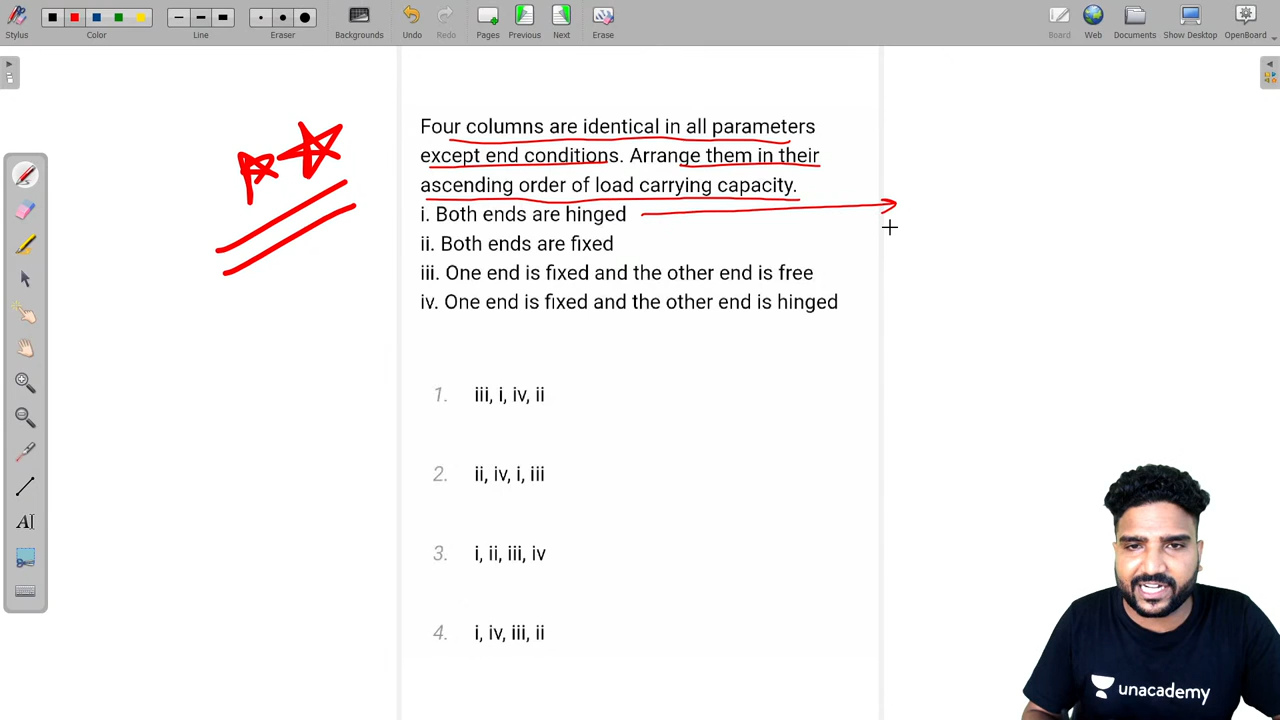 Stylus
Color
Line
Eraser
Backgrounds
Undo
Redo
Pages
Previous
Next
Erase
Board
Web
Documents
Show Desktop
OpenBoard
Four columns are identical in all parameters
except end conditions. Arrange them in their
ascending order of load carrying capacity.
i. Both ends are hinged
ii. Both ends are fixed
iii. One end is fixed and the other end is free
iv. One end is fixed and the other end is hinged
1. iii, i, iv, ii
2. ii, iv, i, iii
3. i, ii, iii, iv
4. i, iv, iii, ii
A
unacademy